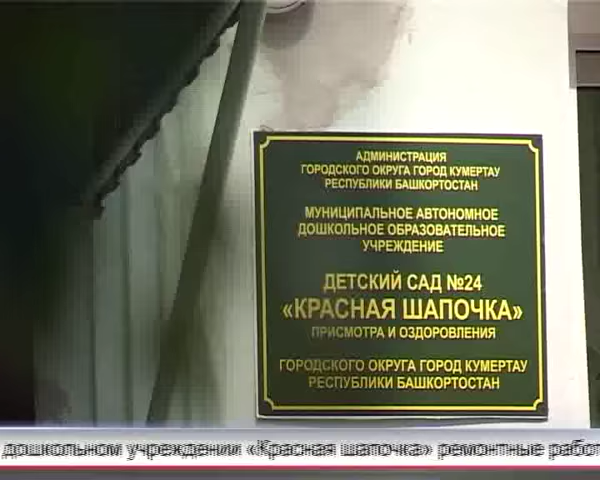 АДМИНИСТРАЦИЯ
ГОРОДСКОГО ОКРУГА ГОРОД КУМЕРТАУ
РЕСПУБЛИКИ БАШКОРТОСТАН
МУНИЦИПАЛЬНОЕ АВТОНОМНОЕ
ДОШКОЛЬНОЕ ОБРАЗОВАТЕЛЬНОЕ
УЧРЕЖДЕНИЕ
ДЕТСКИЙ САД №24
«КРАСНАЯ ШАПОЧКА»
ПРИСМОТРА И ОЗДОРОВЛЕНИЯ
ГОРОДСКОГО ОКРУГА ГОРОД КУМЕРТАУ
РЕСПУБЛИКИ БАШКОРТОСТАН
дошкольном учреждении «Красная шапочка» ремонтные работ